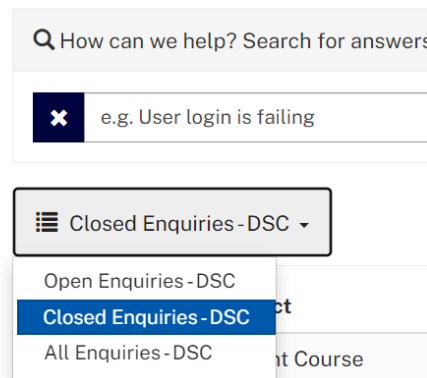 How can we help? Search for answers
e.g. User login is failing
Closed Enquiries - DSC
Open Enquiries - DSC
Closed Enquiries - DSC
All Enquiries - DSC
Course